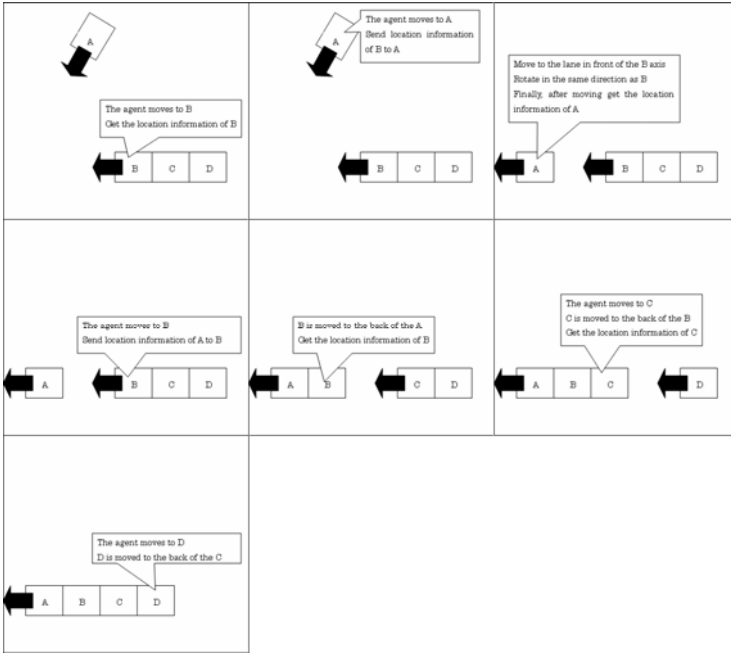 A
The agent moves to B
Get the location information of B
B C D
The agent moves to A
Send location information
of B to A
A
B C D
Move to the lane in front of the B axis
Rotate in the same direction as B
Finally, after moving get the location
information of A
A B C D
The agent moves to B
Send location information of A to B
A B C D
B is moved to the back of the A
Get the location information of B
A B C D
The agent moves to C
C is moved to the back of the B
Get the location information of C
A B C D
The agent moves to D
D is moved to the back of the C
A B C D